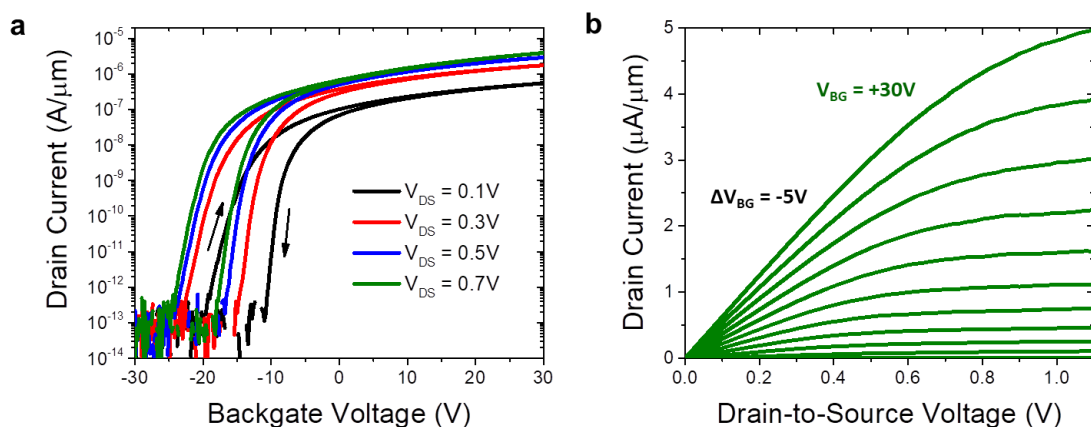 a
Drain Current (A/μm)
10⁻⁵
10⁻⁶
10⁻⁷
10⁻⁸
10⁻⁹
10⁻¹⁰
10⁻¹¹
10⁻¹²
10⁻¹³
10⁻¹⁴
V_DS = 0.1V
V_DS = 0.3V
V_DS = 0.5V
V_DS = 0.7V
-30 -20 -10 0 10 20 30
Backgate Voltage (V)
b
Drain Current (μA/μm)
5
4
3
2
1
0
V_BG = +30V
ΔV_BG = -5V
0.0 0.2 0.4 0.6 0.8 1.0
Drain-to-Source Voltage (V)